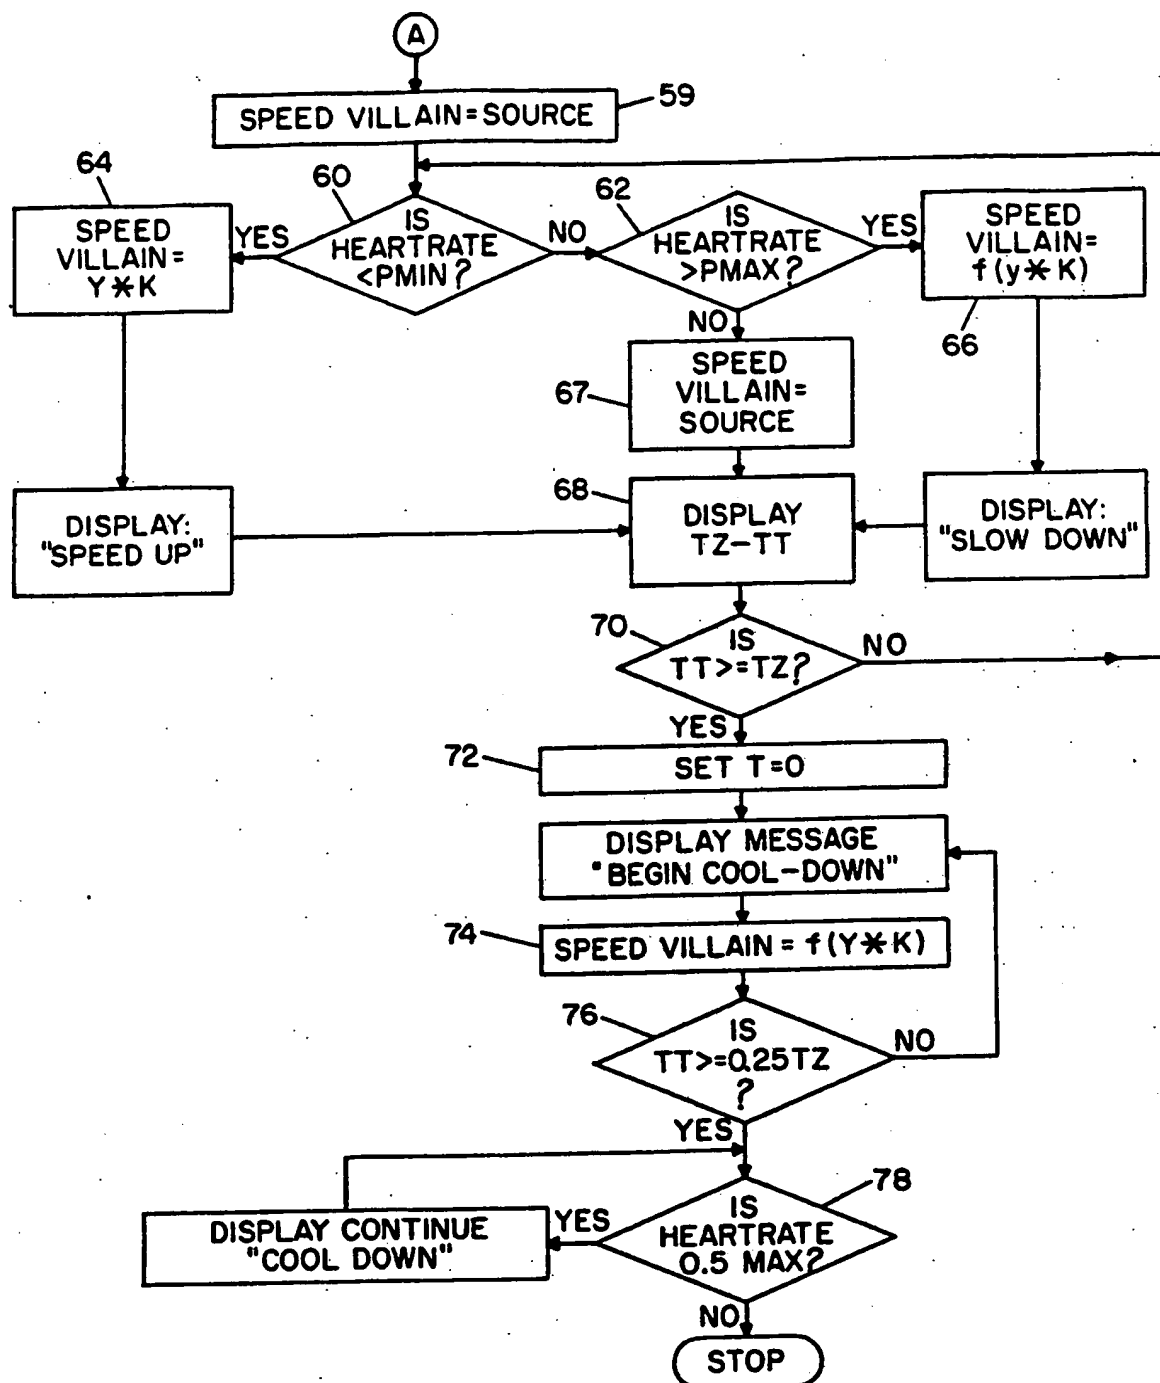 A
SPEED VILLAIN=SOURCE
59
64
SPEED
VILLAIN=
Y*K
YES
60
IS
HEARTRATE
<PMIN?
NO
62
IS
HEARTRATE
>PMAX?
YES
SPEED
VILLAIN=
f(y*K)
66
NO
67
SPEED
VILLAIN=
SOURCE
DISPLAY:
"SPEED UP"
68
DISPLAY
TZ-TT
DISPLAY:
"SLOW DOWN"
70
IS
TT>=TZ?
NO
YES
72
SET T=0
DISPLAY MESSAGE
"BEGIN COOL-DOWN"
74
SPEED VILLAIN = f(Y*K)
76
IS
TT>=0.25TZ
?
NO
YES
78
IS
HEARTRATE
0.5 MAX?
YES
DISPLAY CONTINUE
"COOL DOWN"
NO
STOP